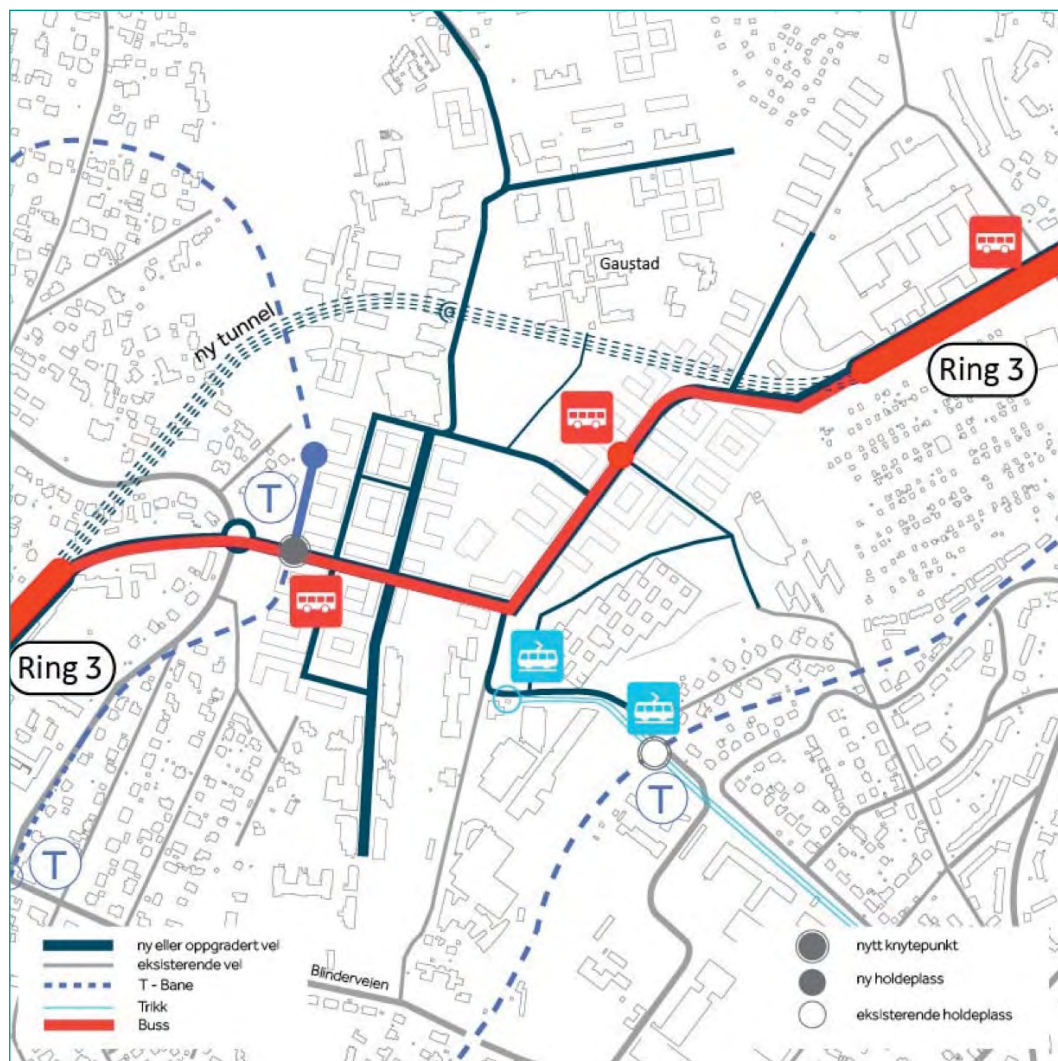 Gaustad
ny tunnel
Ring 3
T
Ring 3
T
T
Blinderveien
ny eller oppgradert vei
eksisterende vei
T - Bane
Trikk
Buss
nytt knytepunkt
ny holdeplass
eksisterende holdeplass